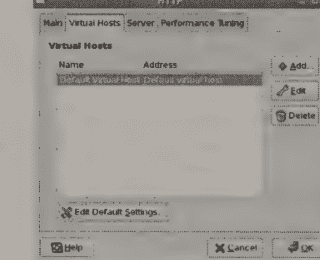 HTTP
Main Virtual Hosts Server Performance Tuning
Virtual Hosts
Name Address
Default Virtual Host Default Virtual Host
Add...
Edit
Delete
Edit Default Settings...
Help Cancel OK